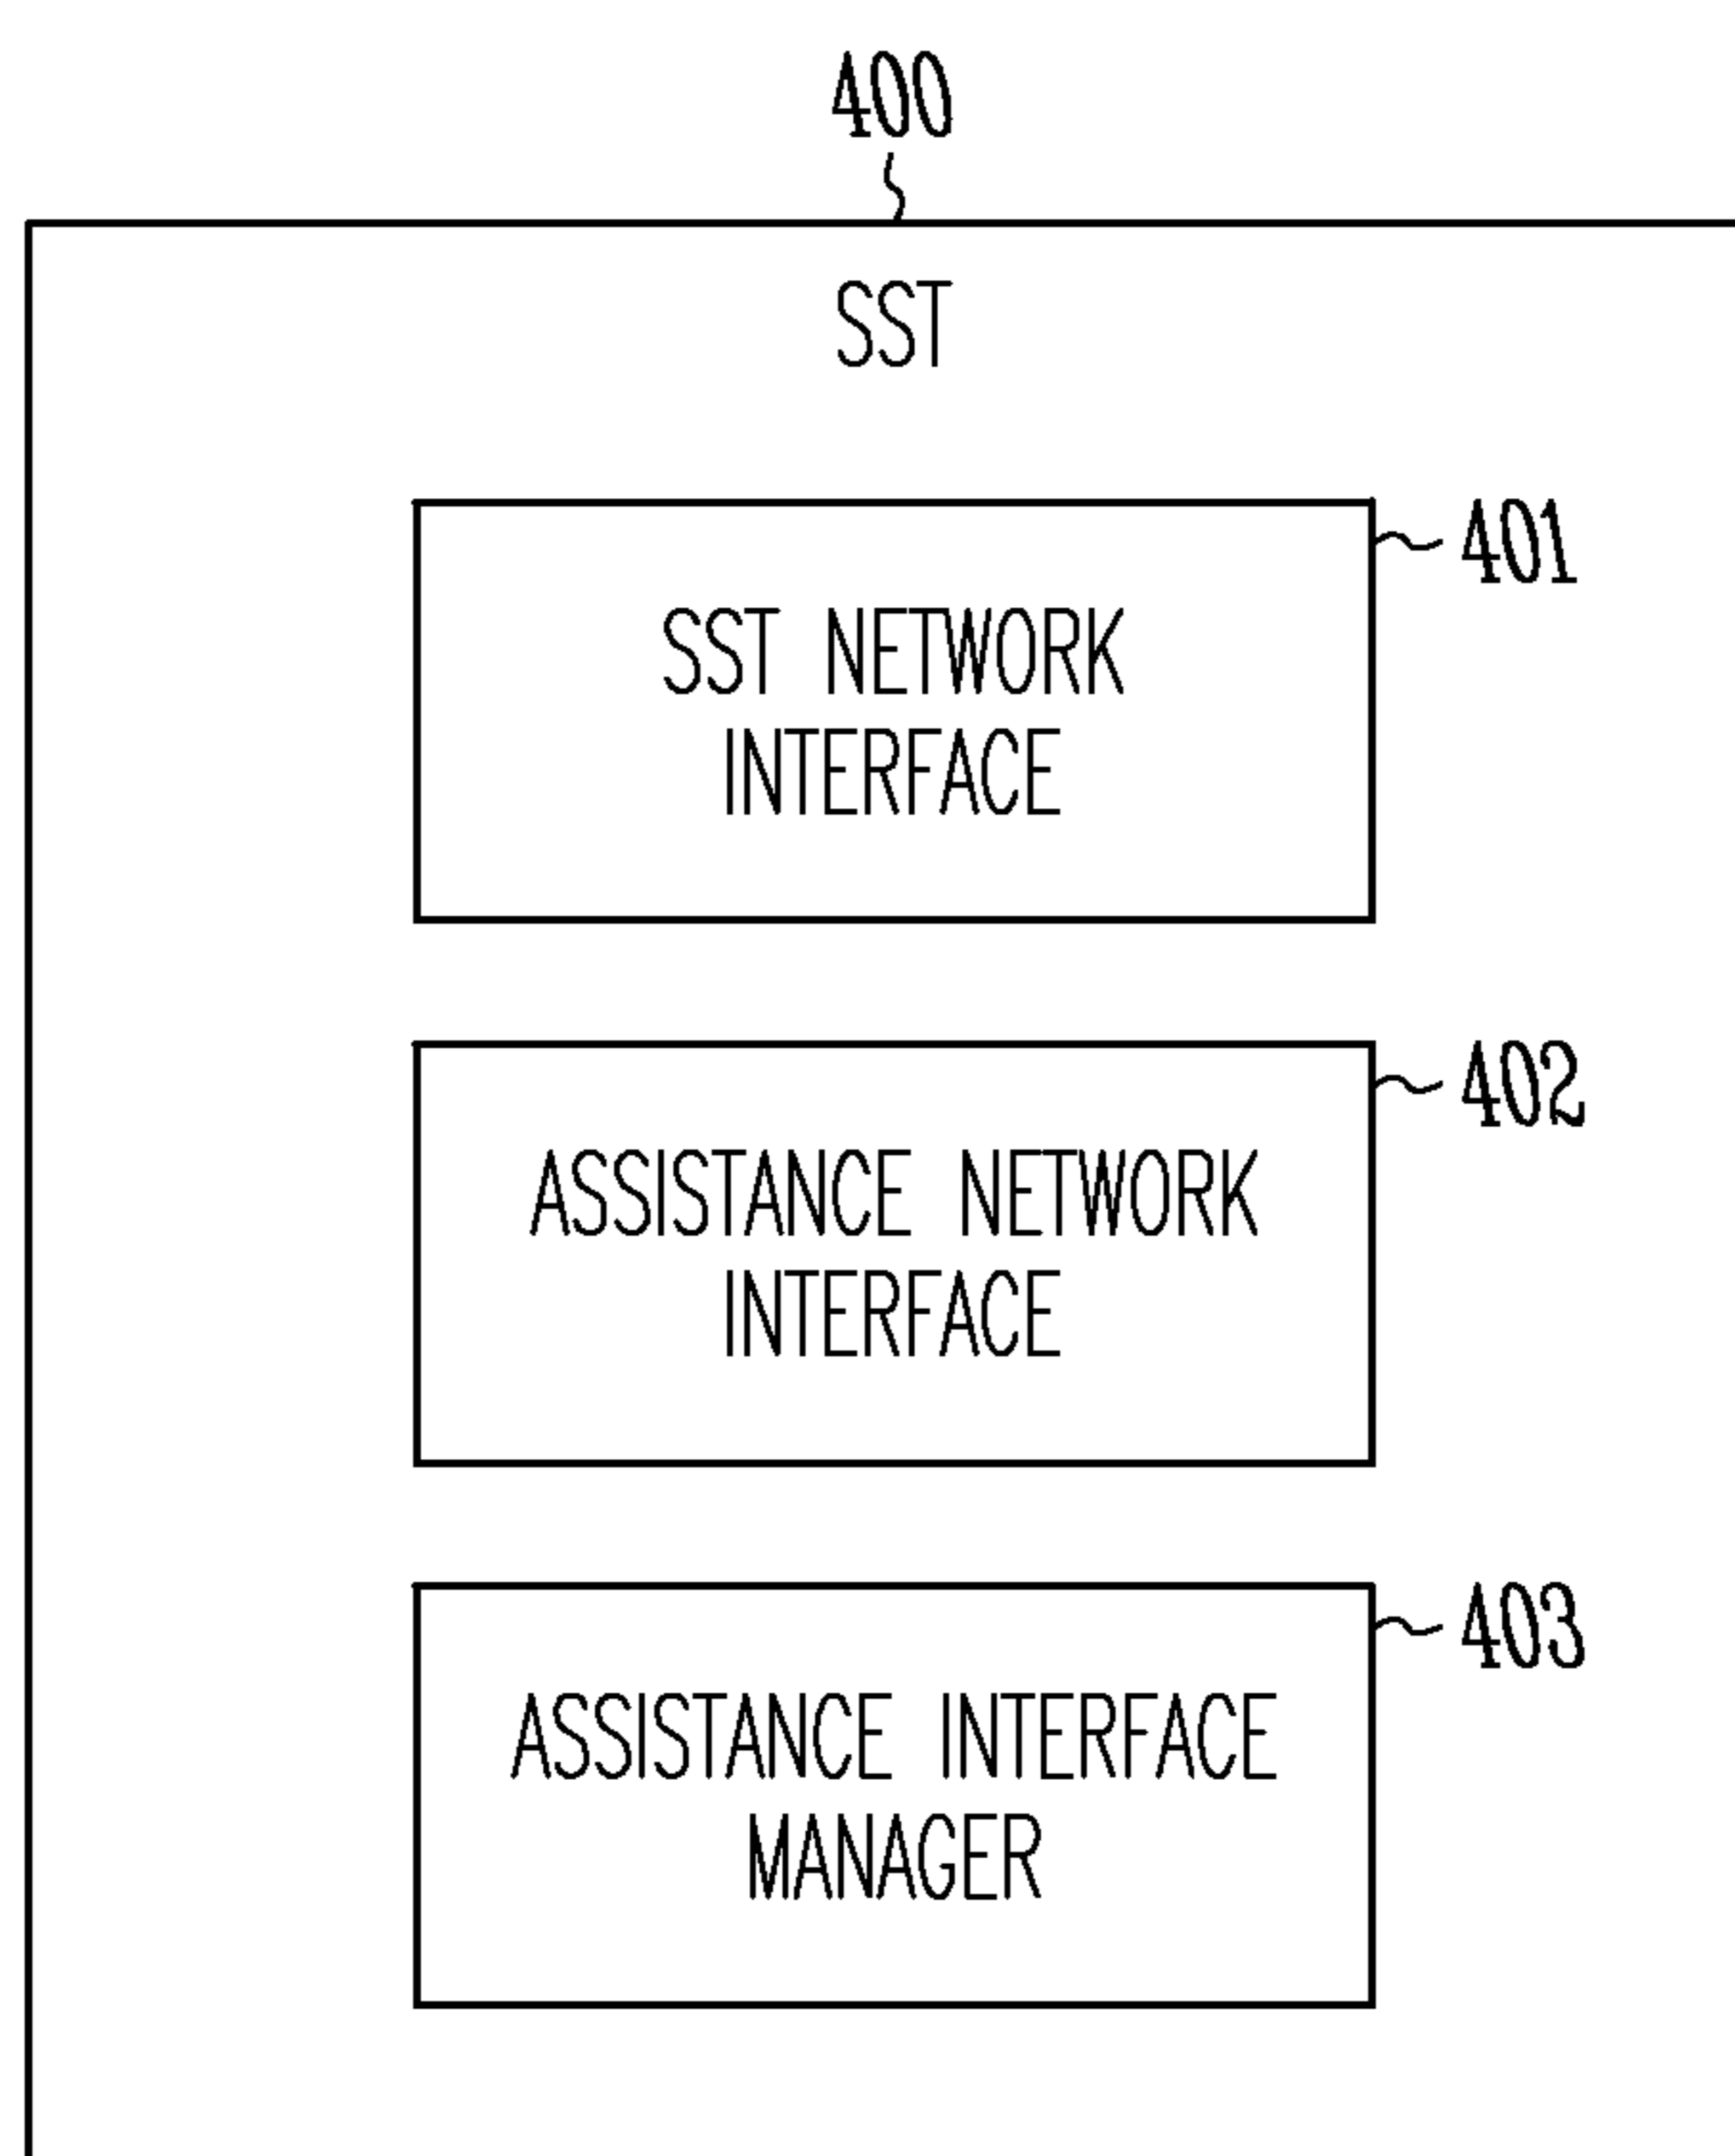 400
SST
401
SST NETWORK
INTERFACE
402
ASSISTANCE NETWORK
INTERFACE
403
ASSISTANCE INTERFACE
MANAGER